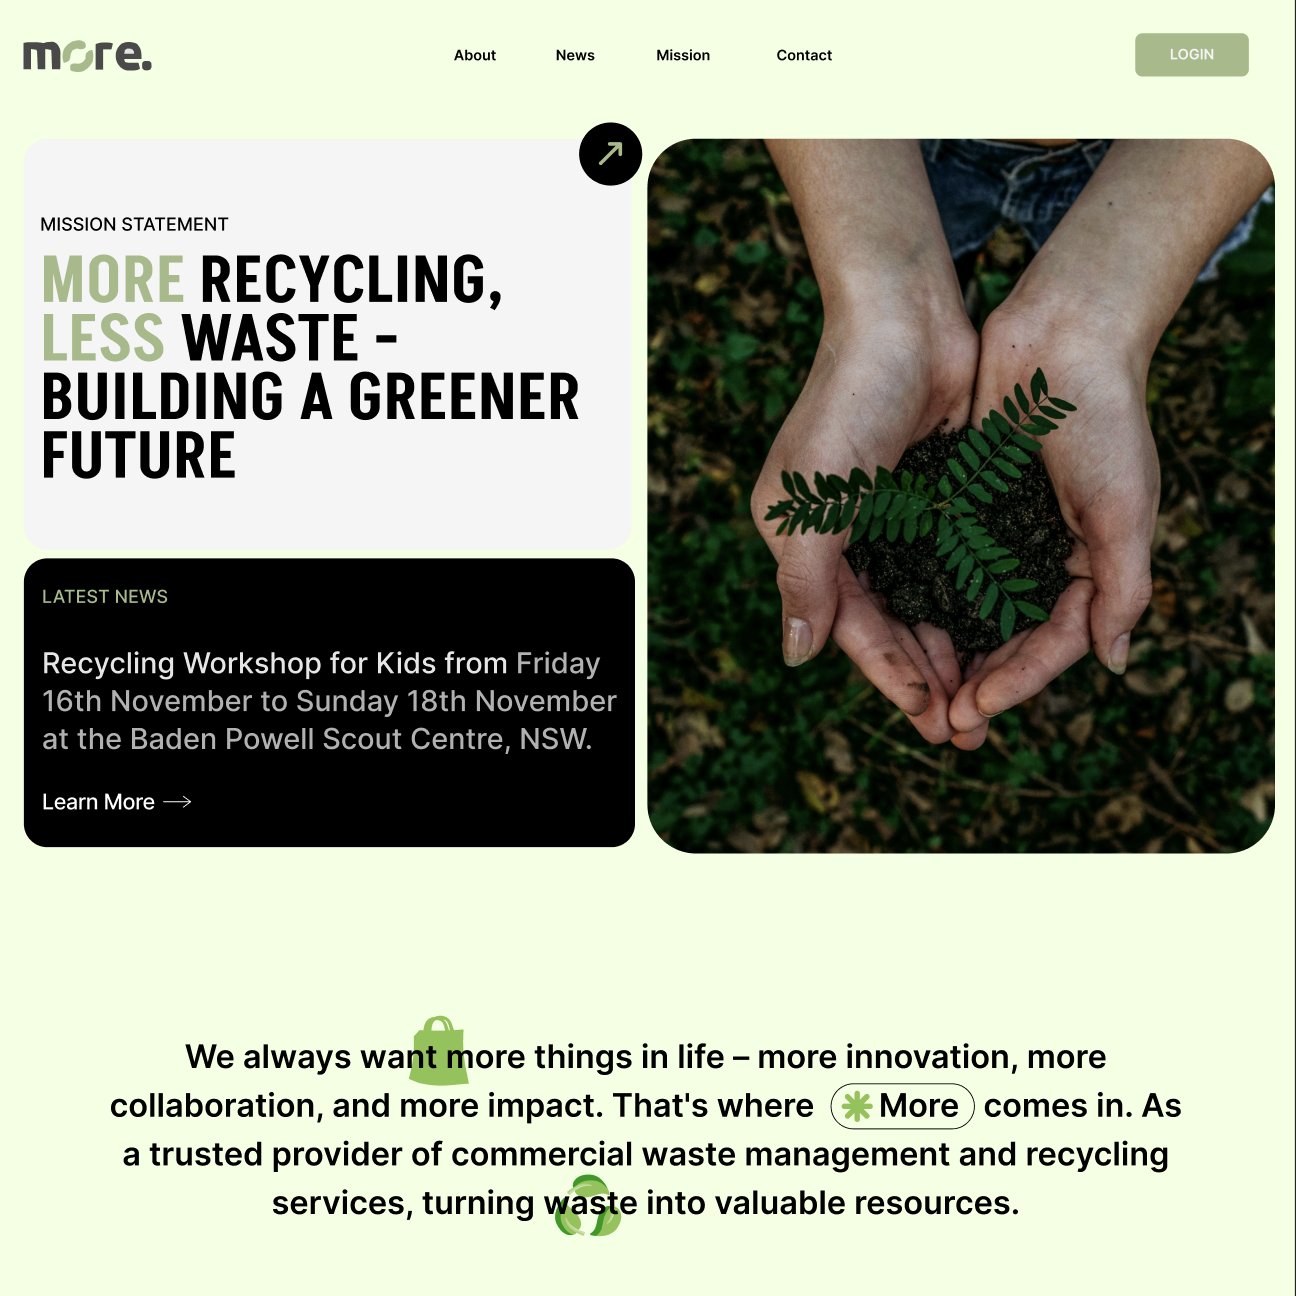 more.
About
News
Mission
Contact
LOGIN
MISSION STATEMENT
MORE RECYCLING,
LESS WASTE -
BUILDING A GREENER
FUTURE
LATEST NEWS
Recycling Workshop for Kids from Friday
16th November to Sunday 18th November
at the Baden Powell Scout Centre, NSW.
Learn More
We always want more things in life – more innovation, more
collaboration, and more impact. That's where More comes in. As
a trusted provider of commercial waste management and recycling
services, turning waste into valuable resources.